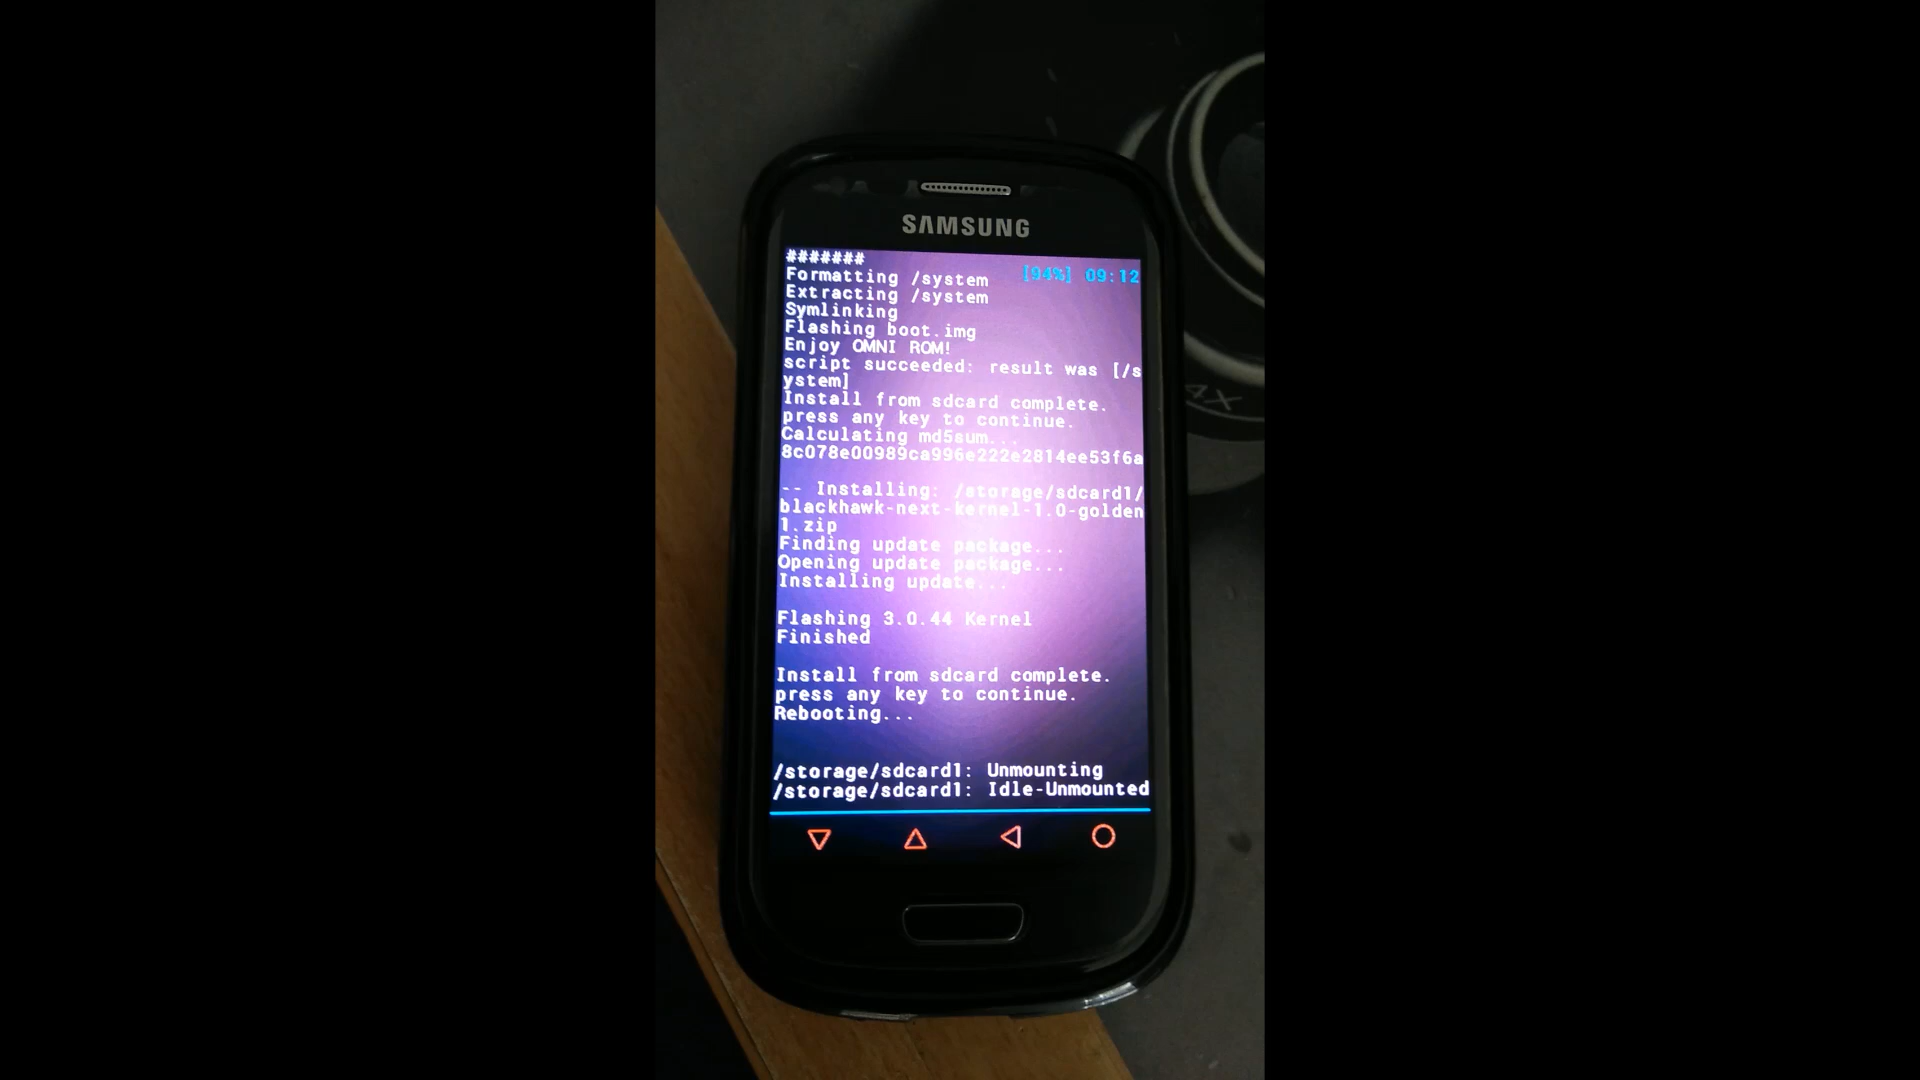 SAMSUNG
#######
[94%] 09:12
Formatting /system
Extracting /system
Symlinking
Flashing boot.img
Enjoy OMNI ROM!
script succeeded: result was [/s
ystem]
Install from sdcard complete.
press any key to continue.
Calculating md5sum...
8c078e00989ca996e222e2814ee53f6a
-- Installing: /storage/sdcard1/
blackhawk-next-kernel-1.0-golden
1.zip
Finding update package...
Opening update package...
Installing update...
Flashing 3.0.44 Kernel
Finished
Install from sdcard complete.
press any key to continue.
Rebooting...
/storage/sdcard1: Unmounting
/storage/sdcard1: Idle-Unmounted
4X